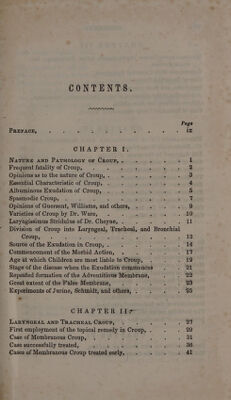 CONTENTS.
Page
PREFACE, . . . . . . . . . ix
CHAPTER I.
NATURE AND PATHOLOGY OF CROUP, . . . . . . 1
Frequent fatality of Croup, . . . . . . 2
Opinions as to the nature of Croup, . . . . . 3
Essential Characteristic of Croup, . . . . . 4
Albuminous Exudation of Croup, . . . . . 5
Spasmodic Croup, . . . . . . . 7
Opinions of Guersent, Williams, and others, . . . 9
Varieties of Croup by Dr. Ware, . . . . . 10
Laryngismus Stridulus of Dr. Cheyne, . . . . 11
Division of Croup into Laryngeal, Tracheal, and Bronchial
Croup, . . . . . . . . 13
Source of the Exudation in Croup, . . . . . 14
Commencement of the Morbid Action, . . . . 17
Age at which Children are most liable to Croup, . . 19
Stage of the disease when the Exudation commences . 21
Repeated formation of the Adventitious Membrane, . . 22
Great extent of the False Membrane, . . . . 23
Experiments of Jurine, Schmidt, and others, . . . 25
CHAPTER II.
LARYNGEAL AND TRACHEAL CROUP, . . . . . 27
First employment of the topical remedy in Croup, . . 29
Case of Membranous Croup, . . . . . 31
Case successfully treated, . . . . . . 36
Cases of Membranous Croup treated early, . . . 41